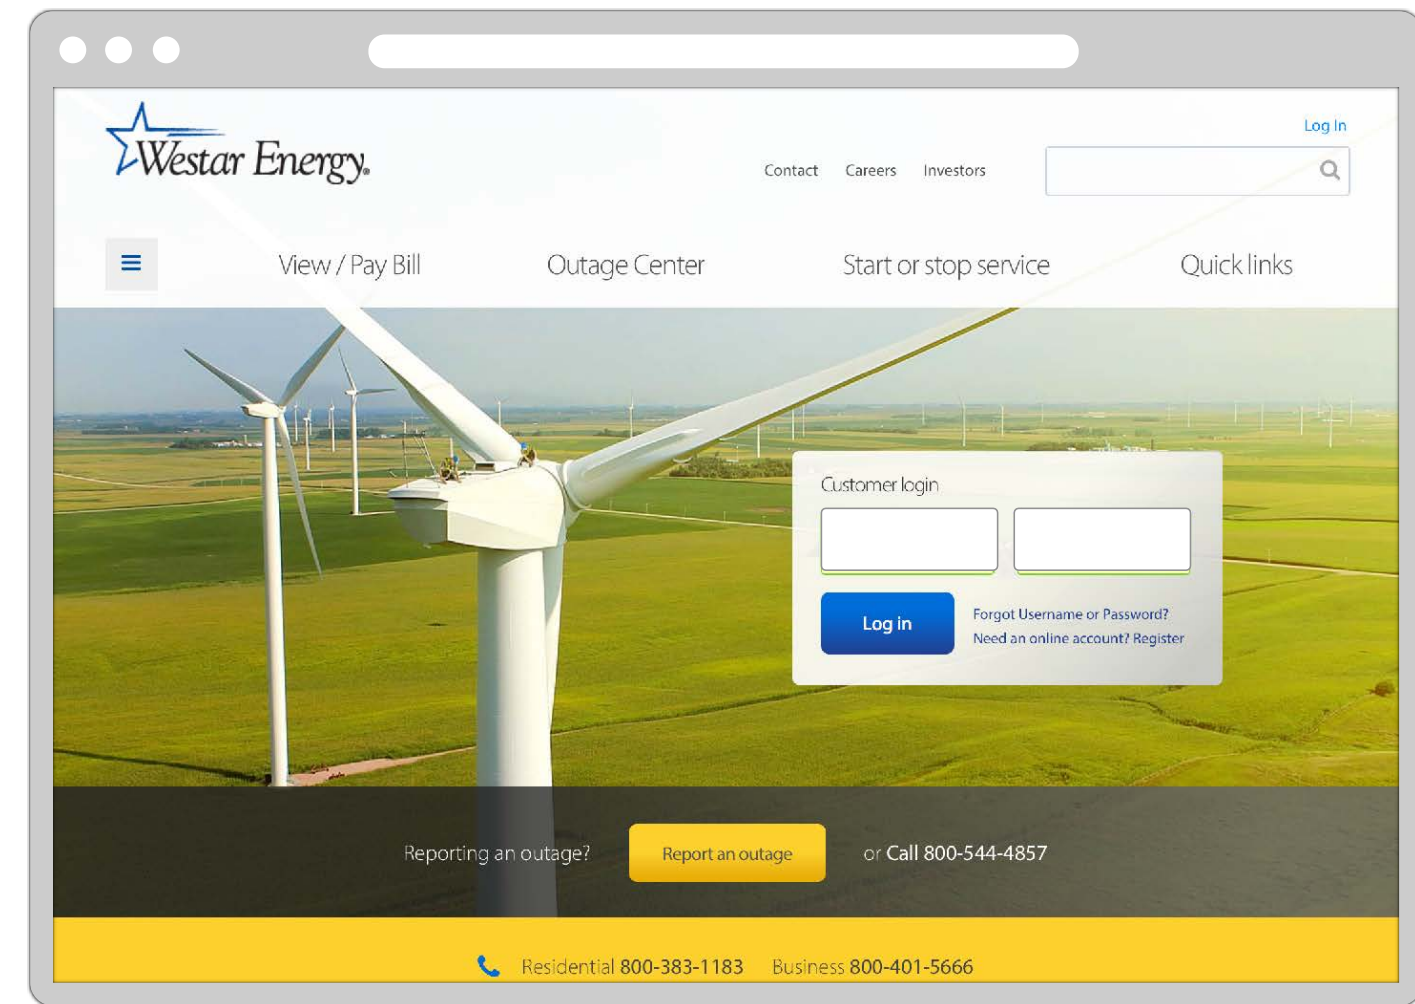 Westar Energy®
Log In
Contact Careers Investors
View / Pay Bill Outage Center Start or stop service Quick links
Customer login
Log in
Forgot Username or Password?
Need an online account? Register
Reporting an outage? Report an outage or Call 800-544-4857
Residential 800-383-1183 Business 800-401-5666